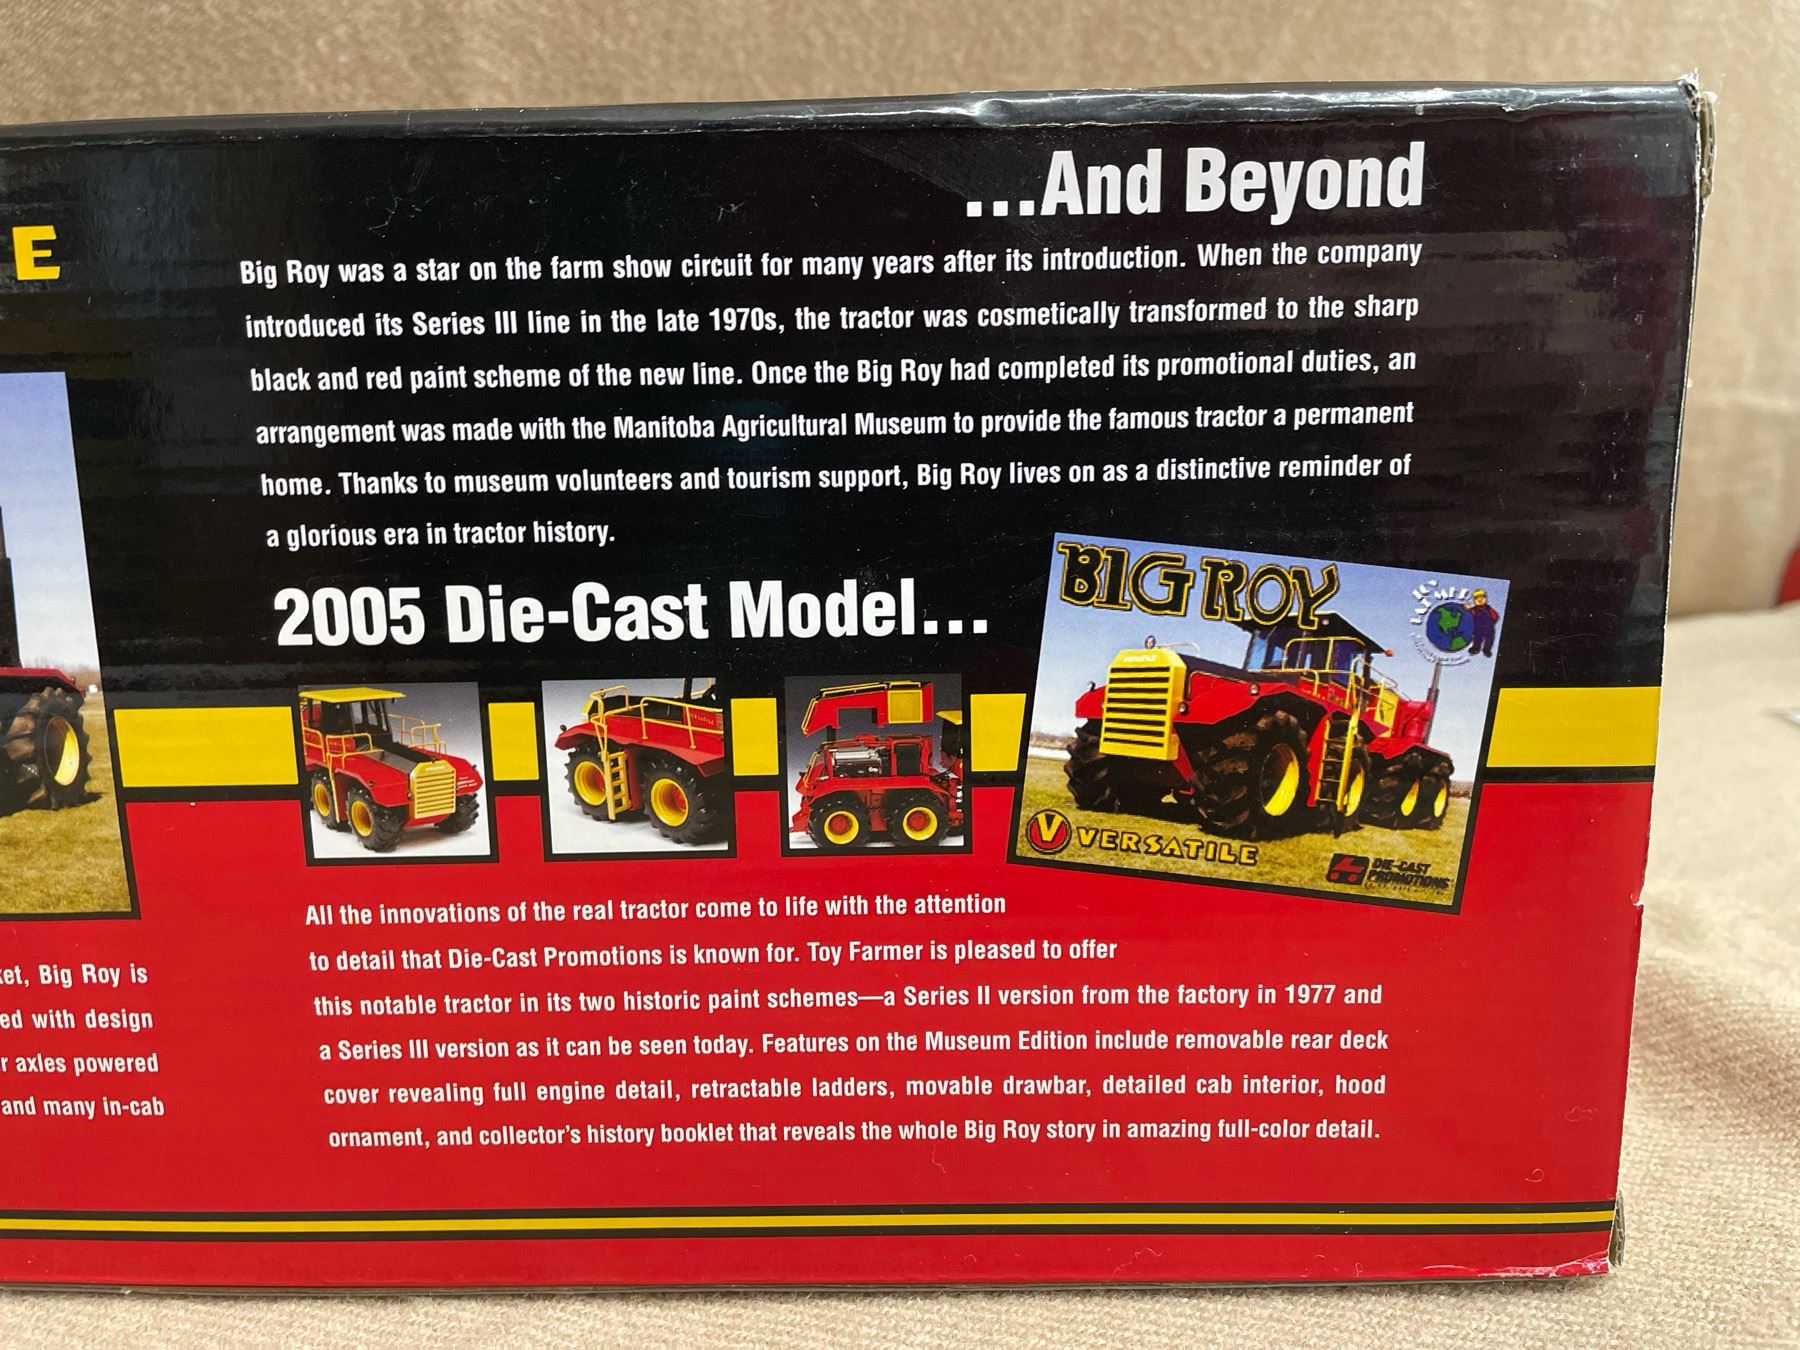 E
...And Beyond
Big Roy was a star on the farm show circuit for many years after its introduction. When the company
introduced its Series III line in the late 1970s, the tractor was cosmetically transformed to the sharp
black and red paint scheme of the new line. Once the Big Roy had completed its promotional duties, an
arrangement was made with the Manitoba Agricultural Museum to provide the famous tractor a permanent
home. Thanks to museum volunteers and tourism support, Big Roy lives on as a distinctive reminder of
a glorious era in tractor history.
2005 Die-Cast Model...
BIG ROY
VERSATILE
DIE-CAST
PROMOTIONS
All the innovations of the real tractor come to life with the attention
to detail that Die-Cast Promotions is known for. Toy Farmer is pleased to offer
this notable tractor in its two historic paint schemes—a Series II version from the factory in 1977 and
a Series III version as it can be seen today. Features on the Museum Edition include removable rear deck
cover revealing full engine detail, retractable ladders, movable drawbar, detailed cab interior, hood
ornament, and collector's history booklet that reveals the whole Big Roy story in amazing full-color detail.
ket, Big Roy is
ed with design
r axles powered
and many in-cab